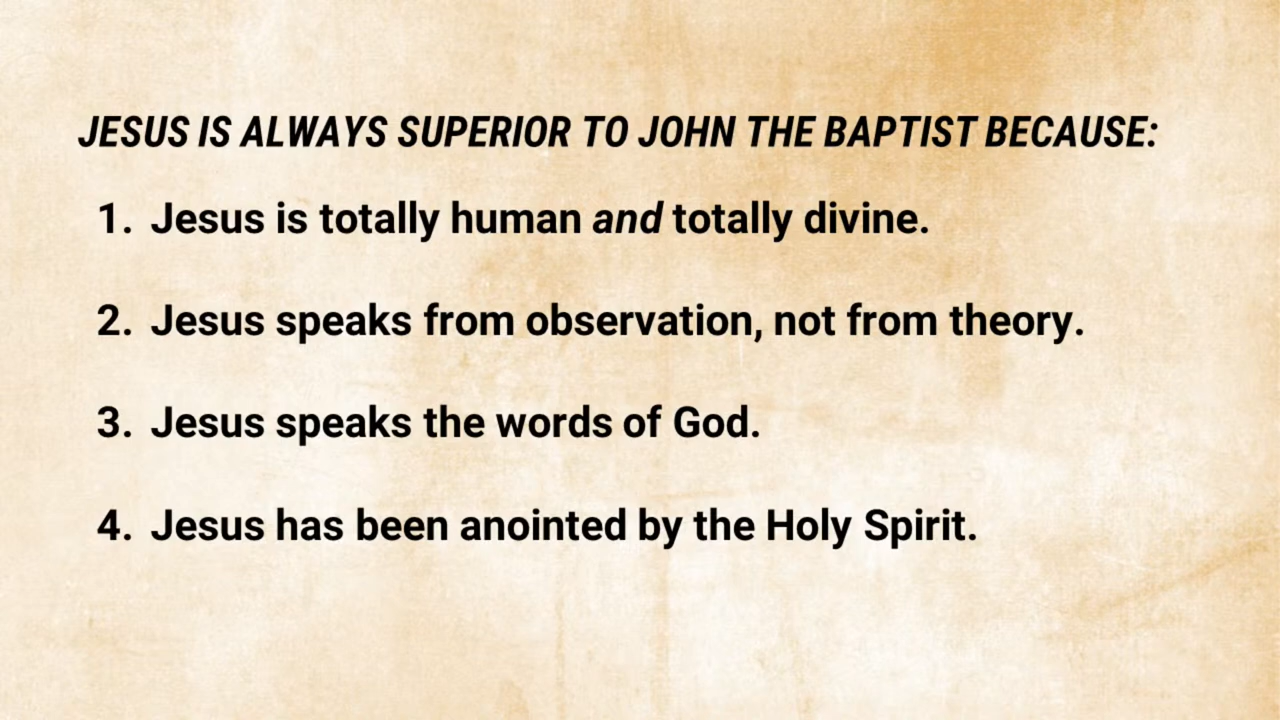 JESUS IS ALWAYS SUPERIOR TO JOHN THE BAPTIST BECAUSE:
1. Jesus is totally human and totally divine.
2. Jesus speaks from observation, not from theory.
3. Jesus speaks the words of God.
4. Jesus has been anointed by the Holy Spirit.